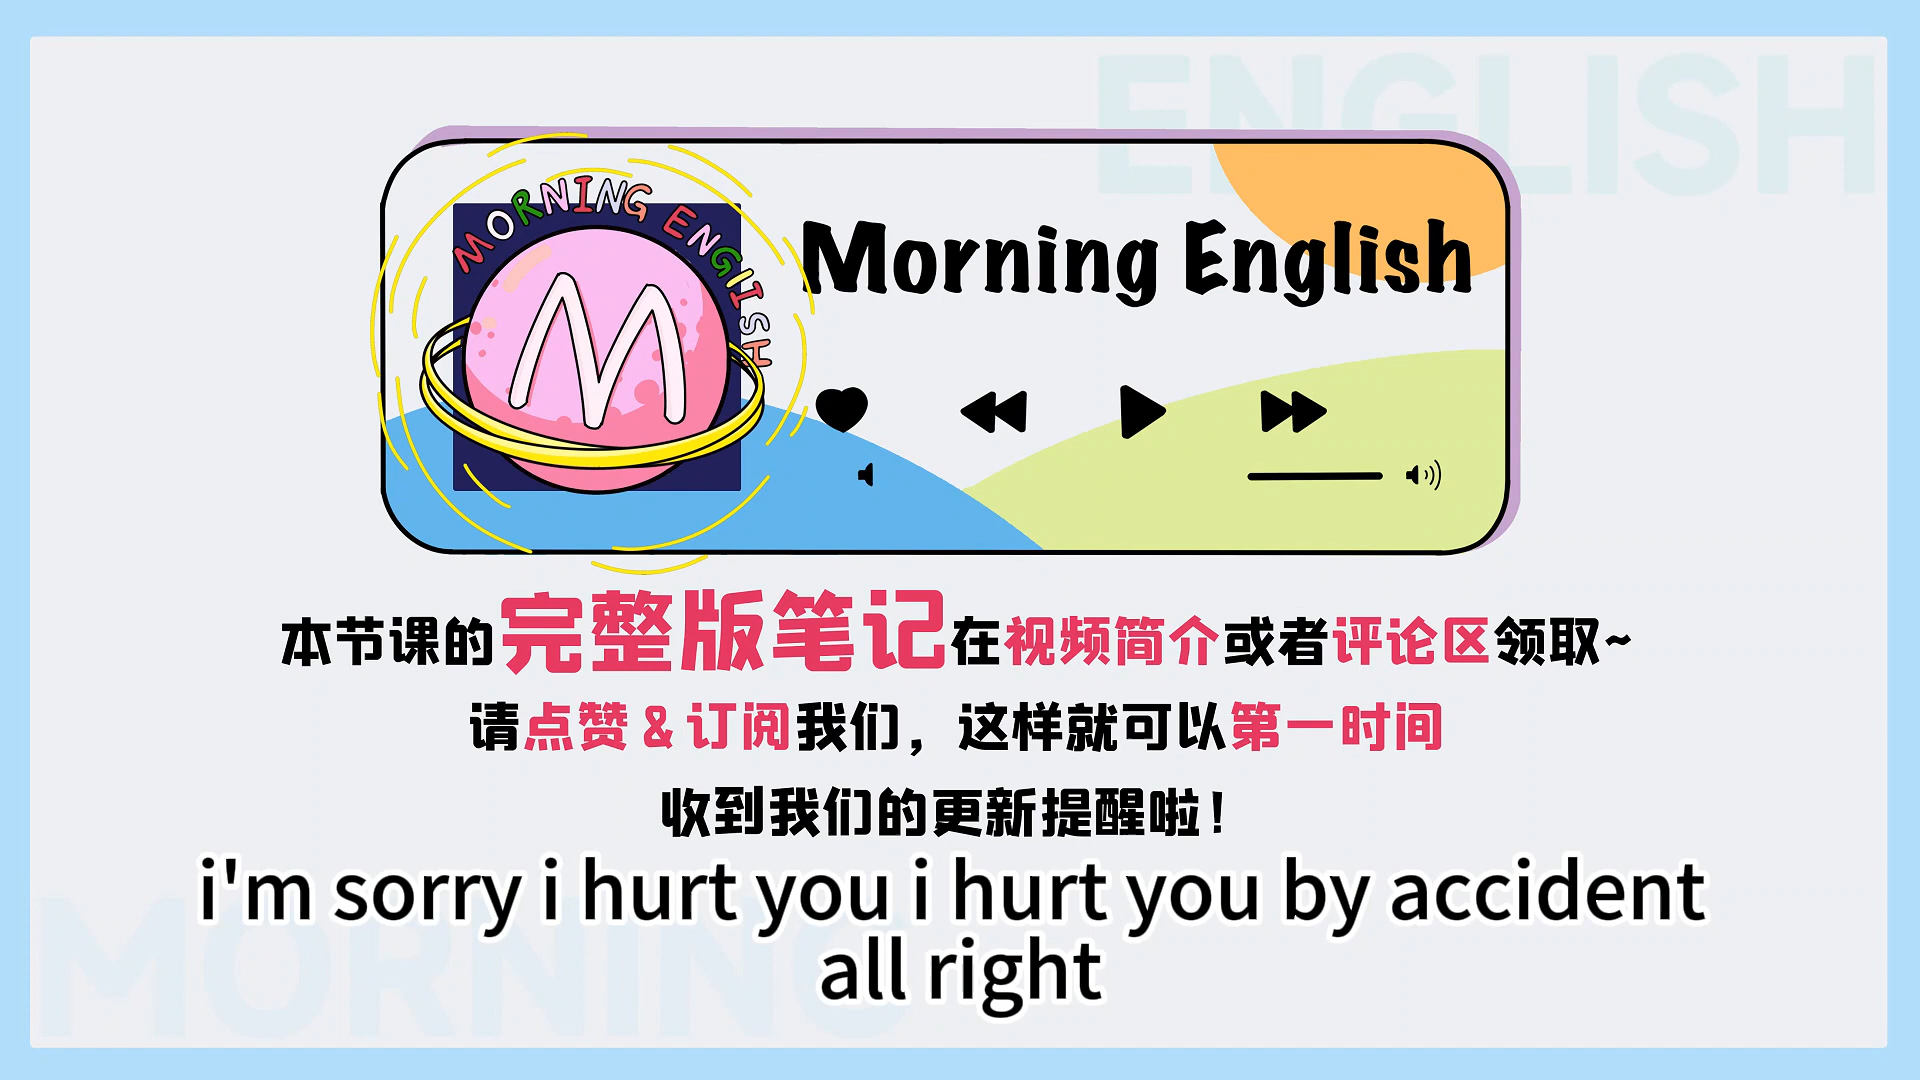 ENGLISH
MORNING ENGLISH
M
Morning English
本节课的完整版笔记在视频简介或者评论区领取~
请点赞&订阅我们，这样就可以第一时间
收到我们的更新提醒啦！
i'm sorry i hurt you i hurt you by accident
all right
MORNING